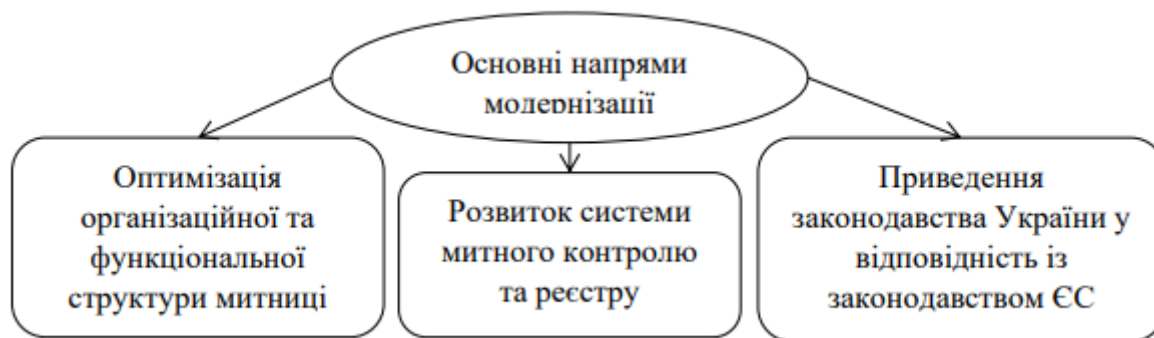 Основні напрями
модернізації
Оптимізація
організаційної та
функціональної
структури митниці
Розвиток системи
митного контролю
та реєстру
Приведення
законодавства України у
відповідність із
законодавством ЄС